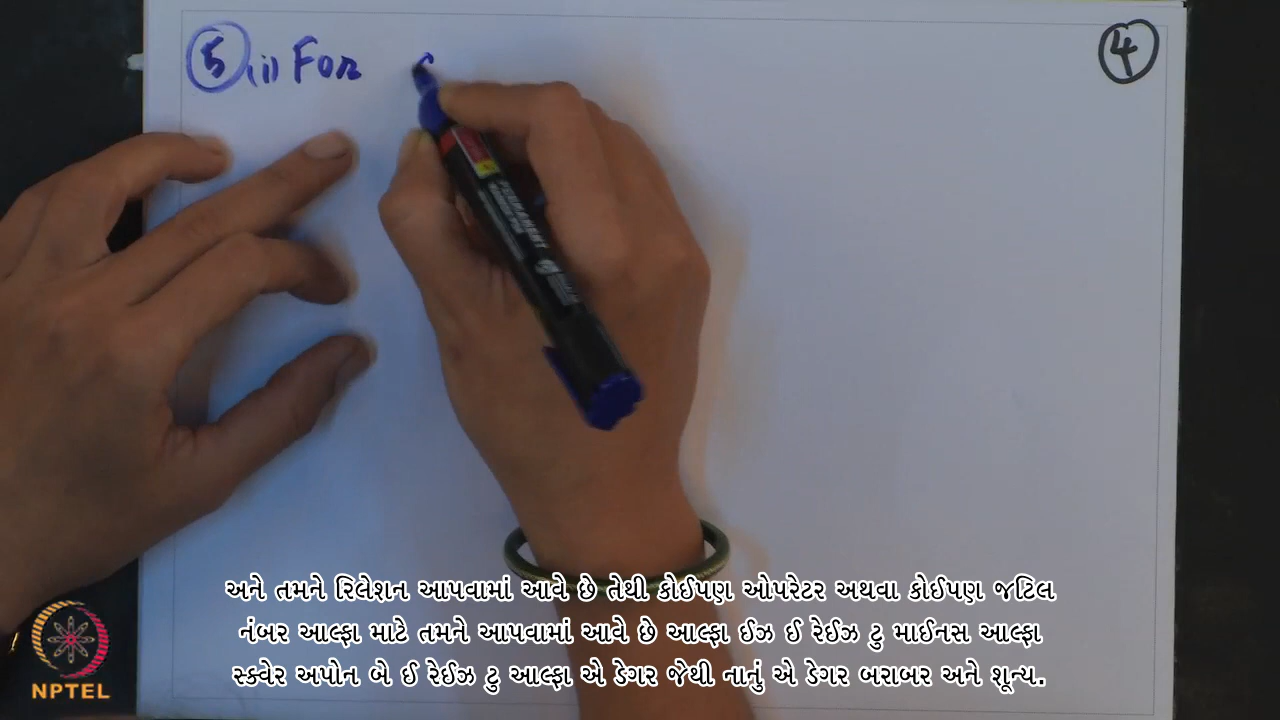 5 (i) For
4
PERMANENT
અને તમને રિલેશન આપવામાં આવે છે તેથી કોઈપણ ઓપરેટર અથવા કોઈપણ જટિલ
નંબર આલ્ફા માટે તમને આપવામાં આવે છે આલ્ફા ઈઝ ઈ રેઈઝ ટુ માઈનસ આલ્ફા
સ્ક્વેર અપોન બે ઈ રેઈઝ ટુ આલ્ફા એ ડેગર જેથી નાનું એ ડેગર બરાબર અને શૂન્ય.
NPTEL